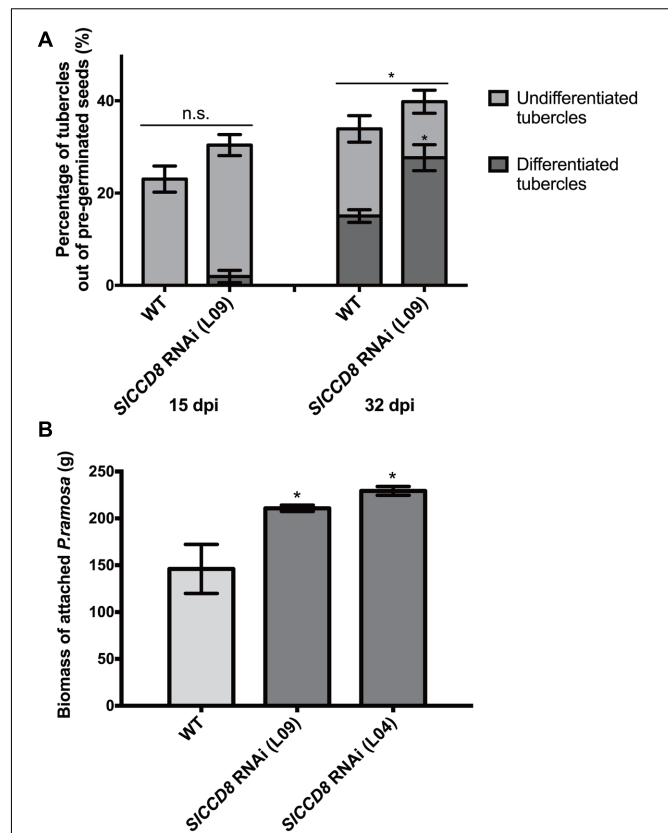 A
Percentage of tubercles
out of pre-germinated seeds (%)
40
20
0
n.s.
*
*
Undifferentiated
tubercles
Differentiated
tubercles
WT
SlCCD8 RNAi (L09)
WT
SlCCD8 RNAi (L09)
15 dpi
32 dpi
B
Biomass of attached P.ramosa (g)
250
200
150
100
50
0
*
*
WT
SlCCD8 RNAi (L09)
SlCCD8 RNAi (L04)